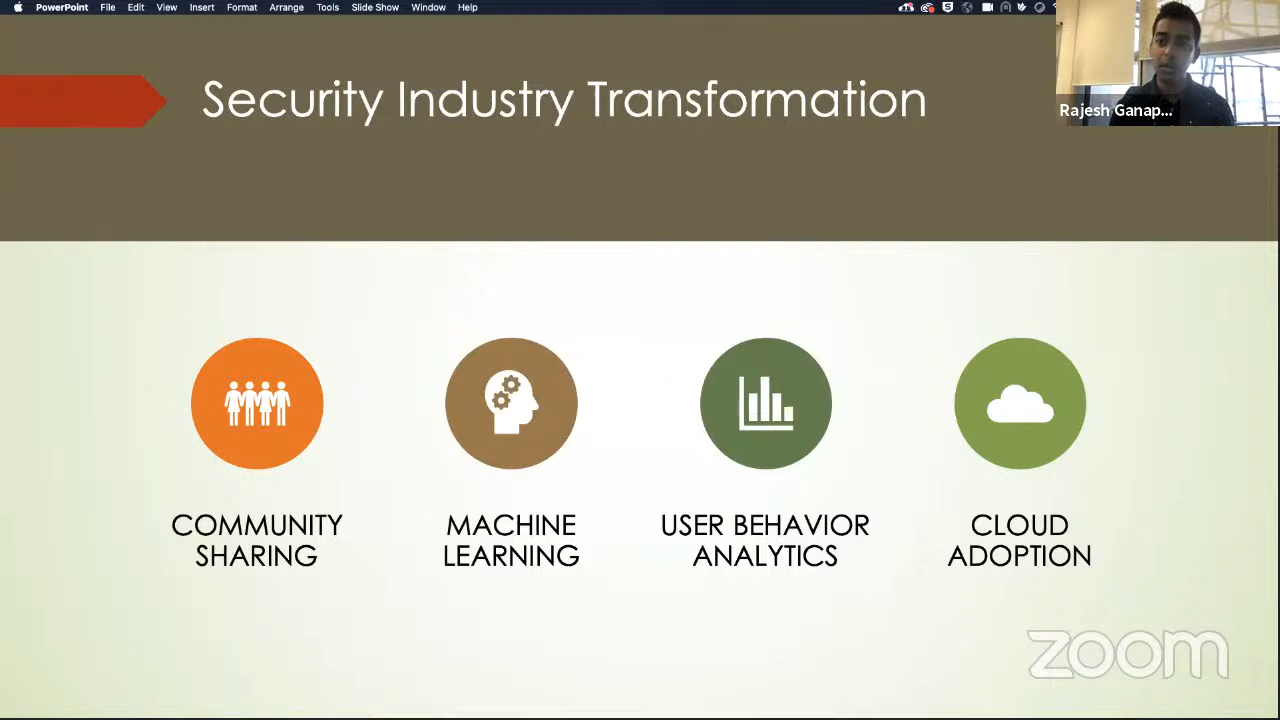 PowerPoint File Edit View Insert Format Arrange Tools Slide Show Window Help
Security Industry Transformation
Rajesh Ganap...
COMMUNITY
SHARING
MACHINE
LEARNING
USER BEHAVIOR
ANALYTICS
CLOUD
ADOPTION
zoom